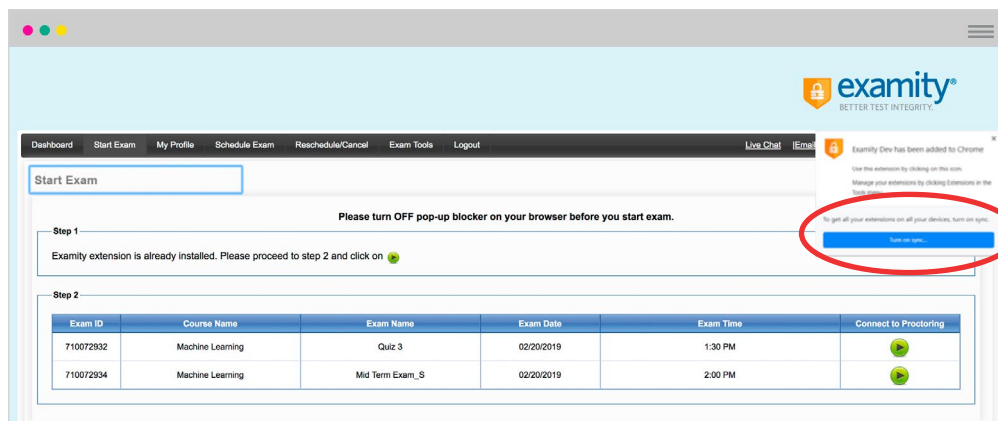 examity®
BETTER TEST INTEGRITY.
Dashboard Start Exam My Profile Schedule Exam Reschedule/Cancel Exam Tools Logout Live Chat |Email
Examity Dev has been added to Chrome
Use this extension by clicking on this icon.
Manage your extensions by clicking Extensions in the
Tools menu.
To get all your extensions on all your devices, turn on sync.
Turn on sync...
Start Exam
Please turn OFF pop-up blocker on your browser before you start exam.
Step 1
Examity extension is already installed. Please proceed to step 2 and click on
Step 2
Exam ID Course Name Exam Name Exam Date Exam Time Connect to Proctoring
710072932 Machine Learning Quiz 3 02/20/2019 1:30 PM
710072934 Machine Learning Mid Term Exam_S 02/20/2019 2:00 PM